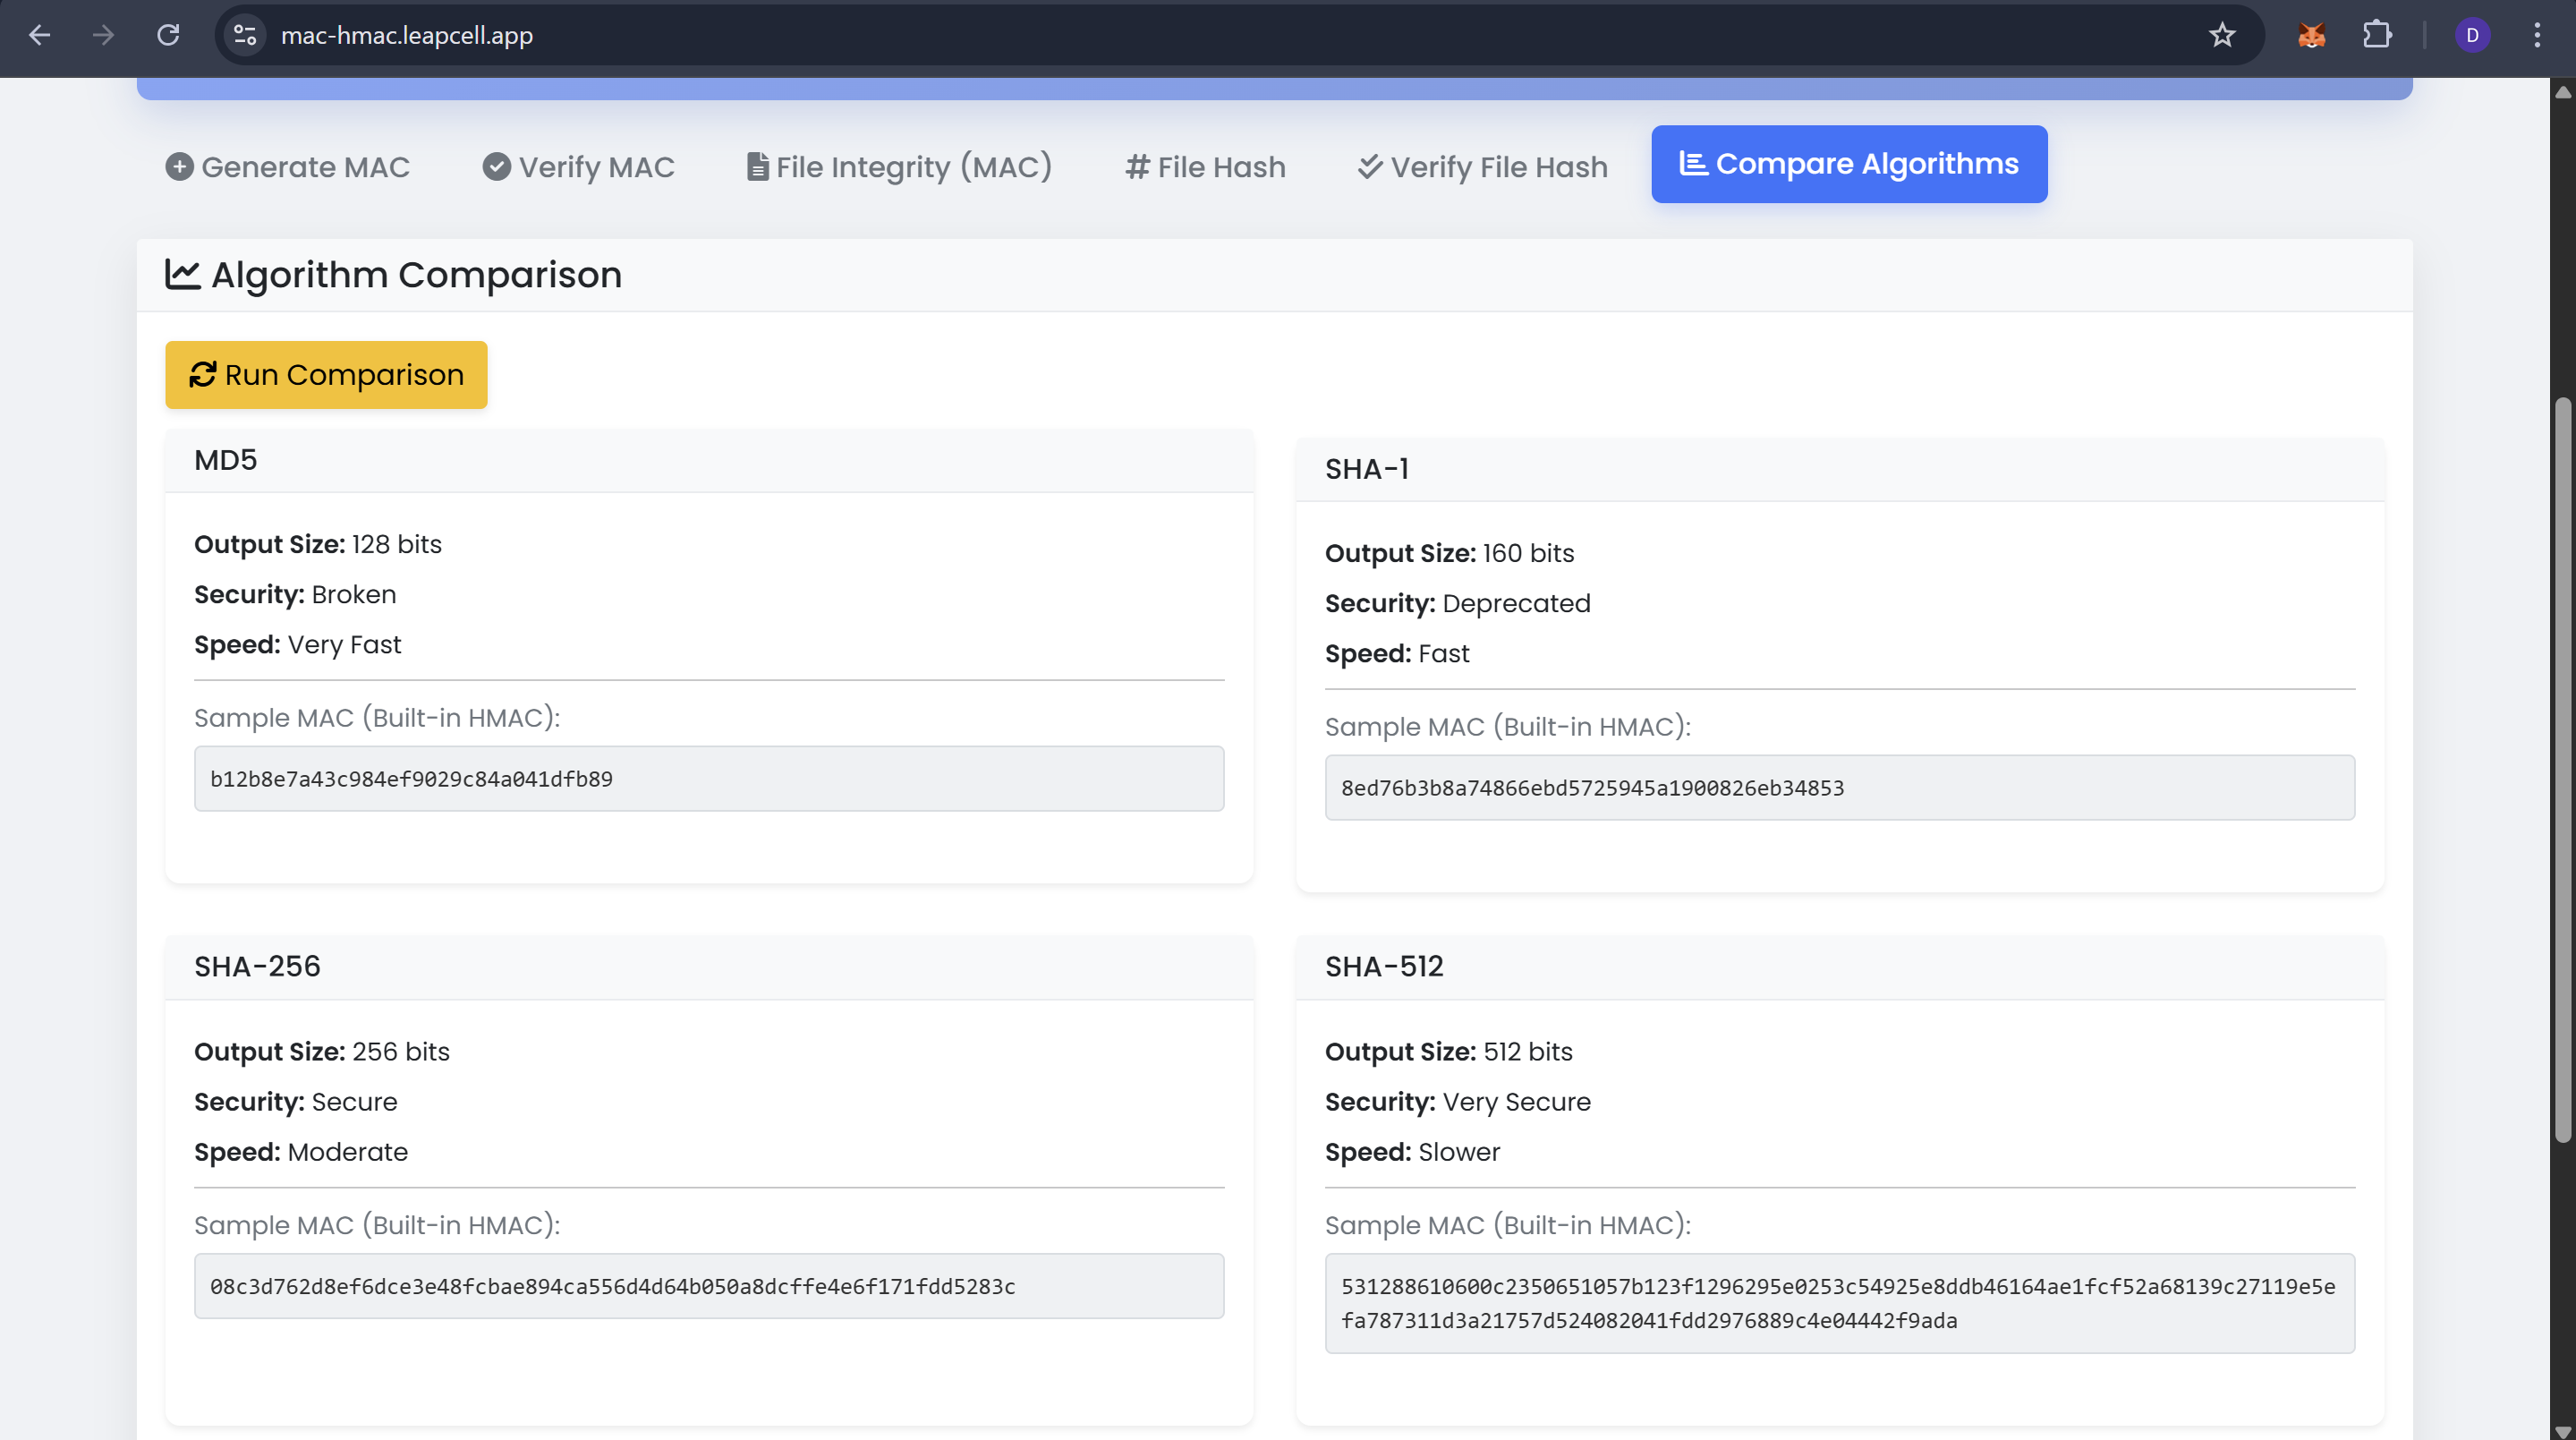 mac-hmac.leapcell.app
D
Generate MAC
Verify MAC
File Integrity (MAC)
File Hash
Verify File Hash
Compare Algorithms
Algorithm Comparison
Run Comparison
MD5
Output Size: 128 bits
Security: Broken
Speed: Very Fast
Sample MAC (Built-in HMAC):
b12b8e7a43c984ef9029c84a041dfb89
SHA-1
Output Size: 160 bits
Security: Deprecated
Speed: Fast
Sample MAC (Built-in HMAC):
8ed76b3b8a74866ebd5725945a1900826eb34853
SHA-256
Output Size: 256 bits
Security: Secure
Speed: Moderate
Sample MAC (Built-in HMAC):
08c3d762d8ef6dce3e48fcbae894ca556d4d64b050a8dcffe4e6f171fdd5283c
SHA-512
Output Size: 512 bits
Security: Very Secure
Speed: Slower
Sample MAC (Built-in HMAC):
531288610600c2350651057b123f1296295e0253c54925e8ddb46164ae1fcf52a68139c27119e5e
fa787311d3a21757d524082041fdd2976889c4e04442f9ada